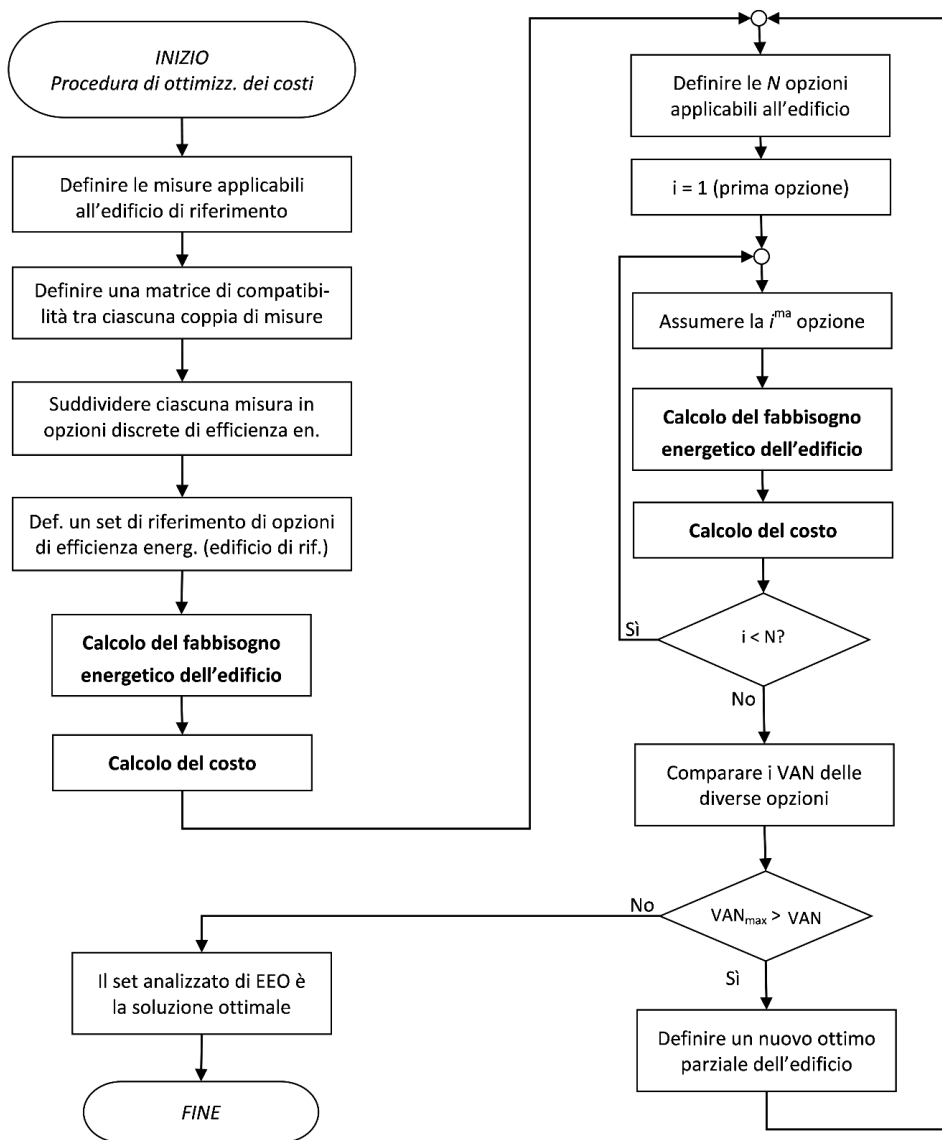 INIZIO
Procedura di ottimizz. dei costi
Definire le misure applicabili
all'edificio di riferimento
Definire una matrice di compatibi-
lità tra ciascuna coppia di misure
Suddividere ciascuna misura in
opzioni discrete di efficienza en.
Def. un set di riferimento di opzioni
di efficienza energ. (edificio di rif.)
Calcolo del fabbisogno
energetico dell'edificio
Calcolo del costo
Definire le N opzioni
applicabili all'edificio
i = 1 (prima opzione)
Assumere la i^ma opzione
Calcolo del fabbisogno
energetico dell'edificio
Calcolo del costo
Sì
i < N?
No
Comparare i VAN delle
diverse opzioni
No
VANmax > VAN
Sì
Definire un nuovo ottimo
parziale dell'edificio
Il set analizzato di EEO è
la soluzione ottimale
FINE